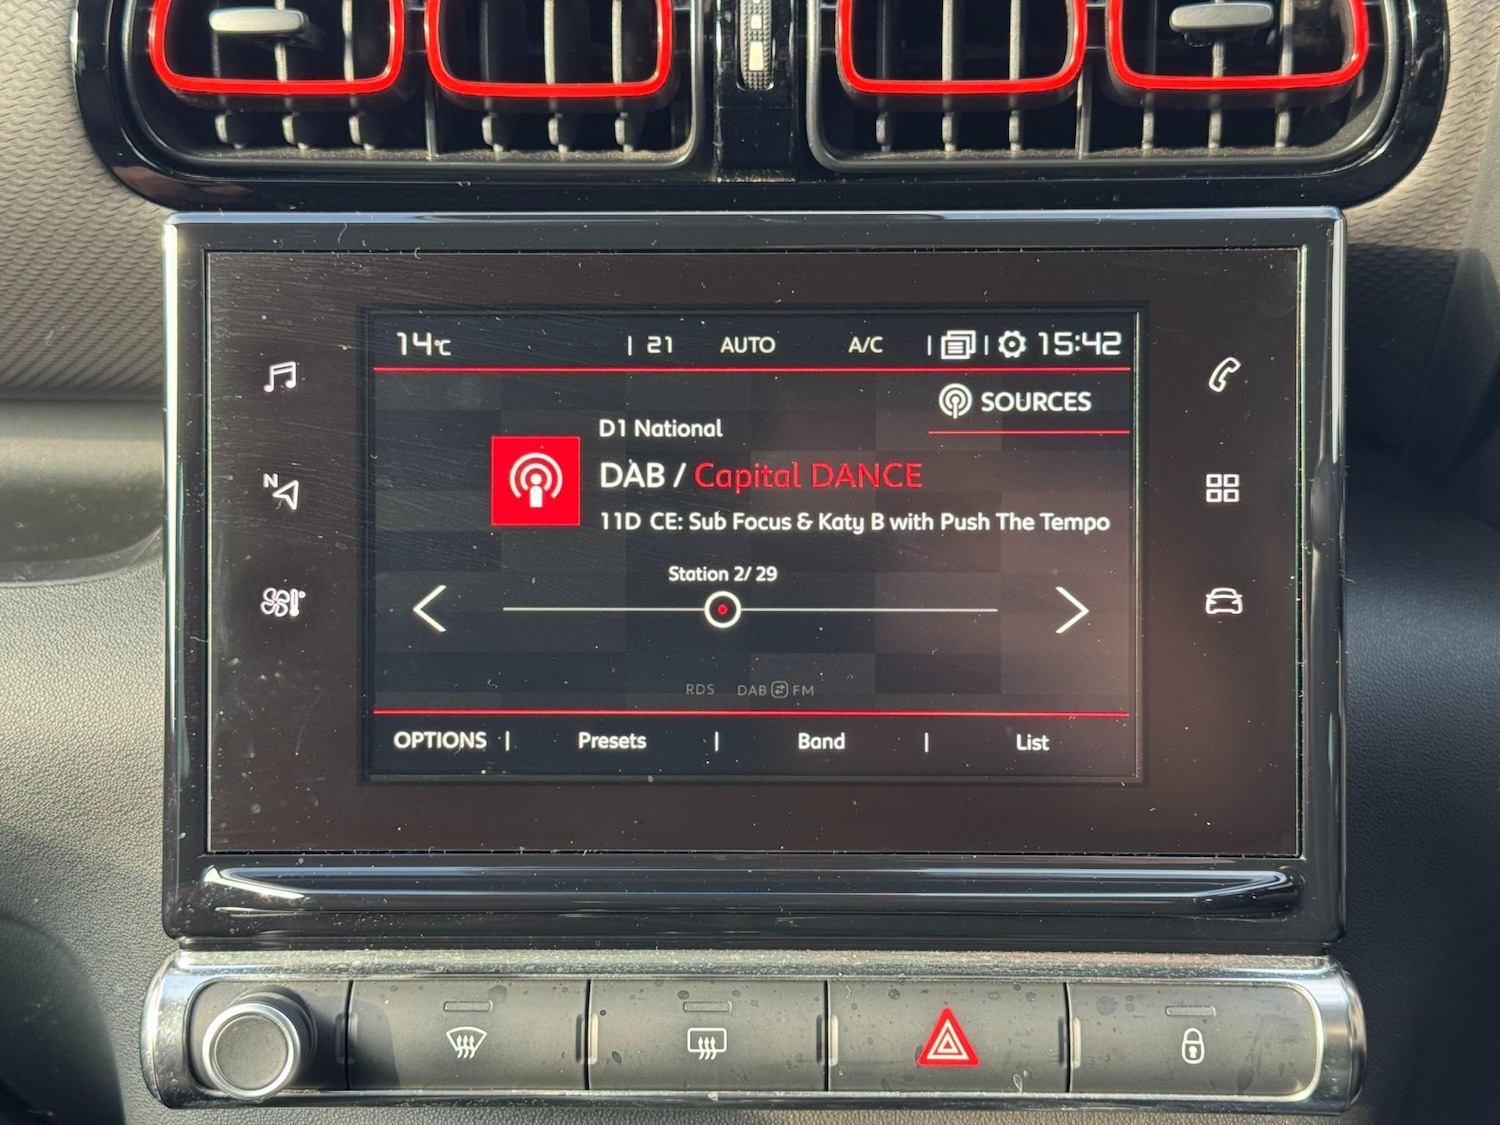 14°C | 21 AUTO A/C | | 15:42
SOURCES
D1 National
DAB / Capital DANCE
11D CE: Sub Focus & Katy B with Push The Tempo
Station 2/ 29
N
RDS DAB FM
OPTIONS | Presets | Band | List